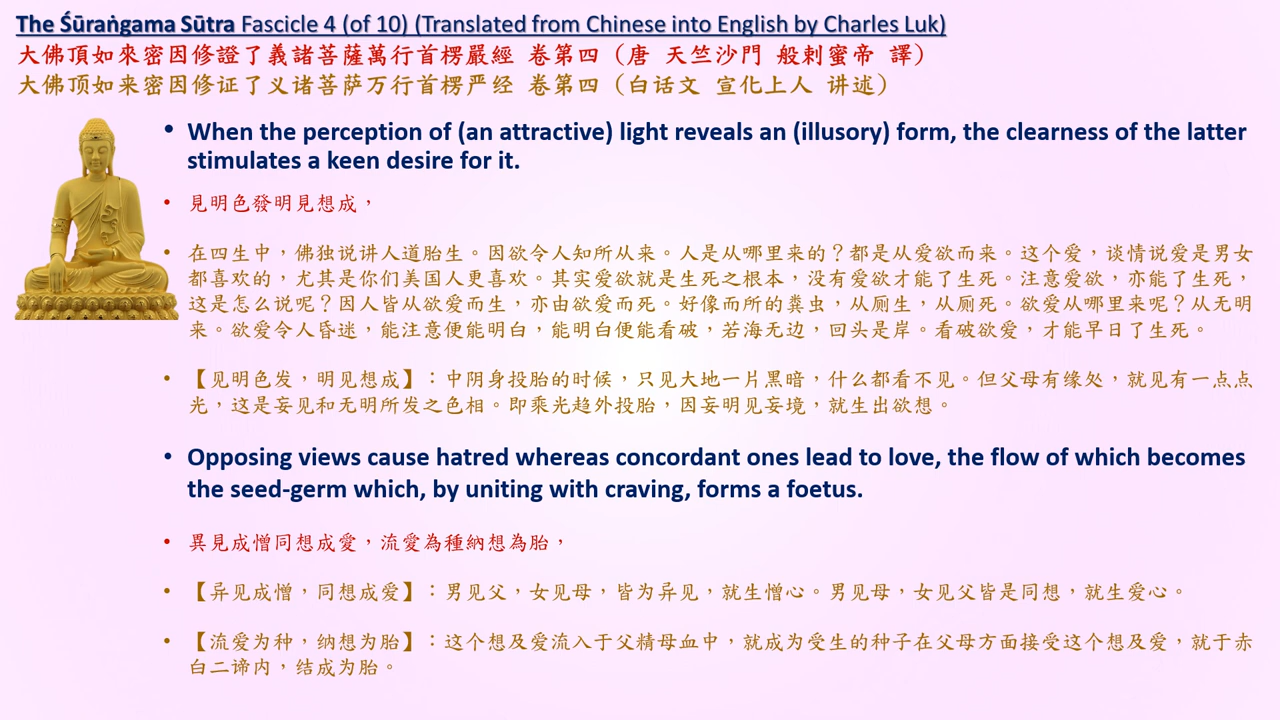 The Śūraṅgama Sūtra Fascicle 4 (of 10) (Translated from Chinese into English by Charles Luk)
大佛頂如來密因修證了義諸菩薩萬行首楞嚴經 卷第四（唐 天竺沙門 般剌蜜帝 譯）
大佛顶如来密因修证了义诸菩萨万行首楞严经 卷第四（白话文 宣化上人 讲述）
• When the perception of (an attractive) light reveals an (illusory) form, the clearness of the latter
stimulates a keen desire for it.
• 見明色發明見想成，
• 在四生中，佛独说讲人道胎生。因欲令人知所从来。人是从哪里来的？都是从爱欲而来。这个爱，谈情说爱是男女
都喜欢的，尤其是你们美国人更喜欢。其实爱欲就是生死之根本，没有爱欲才能了生死。注意爱欲，亦能了生死，
这是怎么说呢？因人皆从欲爱而生，亦由欲爱而死。好像而所的粪虫，从厕生，从厕死。欲爱从哪里来呢？从无明
来。欲爱令人昏迷，能注意便能明白，能明白便能看破，若海无边，回头是岸。看破欲爱，才能早日了生死。
• 【见明色发，明见想成】：中阴身投胎的时候，只见大地一片黑暗，什么都看不见。但父母有缘处，就见有一点点
光，这是妄见和无明所发之色相。即乘光趋外投胎，因妄明见妄境，就生出欲想。
• Opposing views cause hatred whereas concordant ones lead to love, the flow of which becomes
the seed-germ which, by uniting with craving, forms a foetus.
• 異見成憎同想成愛，流愛為種納想為胎，
• 【异见成憎，同想成爱】：男见父，女见母，皆为异见，就生憎心。男见母，女见父皆是同想，就生爱心。
• 【流爱为种，纳想为胎】：这个想及爱流入于父精母血中，就成为受生的种子在父母方面接受这个想及爱，就于赤
白二谛内，结成为胎。